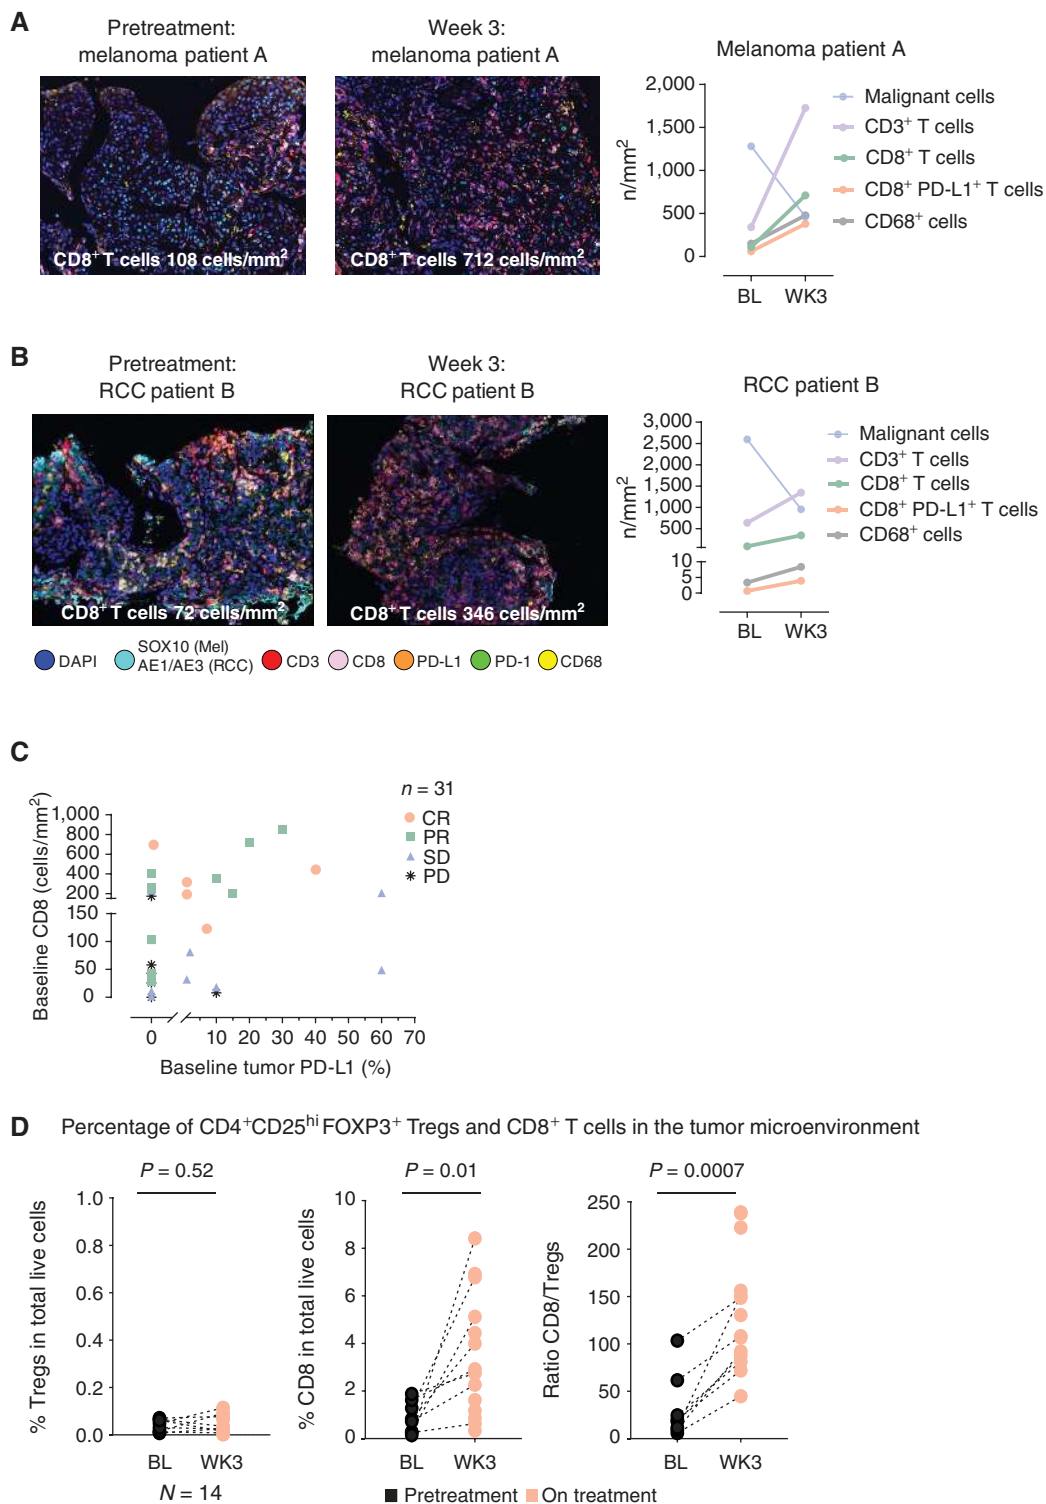 A
Pretreatment:
melanoma patient A
Week 3:
melanoma patient A
Melanoma patient A
CD8⁺ T cells 108 cells/mm²
CD8⁺ T cells 712 cells/mm²
n/mm²
2,000
1,500
1,000
500
0
BL WK3
Malignant cells
CD3⁺ T cells
CD8⁺ T cells
CD8⁺ PD-L1⁺ T cells
CD68⁺ cells
B
Pretreatment:
RCC patient B
Week 3:
RCC patient B
RCC patient B
CD8⁺ T cells 72 cells/mm²
CD8⁺ T cells 346 cells/mm²
n/mm²
3,000
2,500
2,000
1,500
1,000
500
10
5
0
BL WK3
Malignant cells
CD3⁺ T cells
CD8⁺ T cells
CD8⁺ PD-L1⁺ T cells
CD68⁺ cells
DAPI
SOX10 (Mel)
AE1/AE3 (RCC)
CD3
CD8
PD-L1
PD-1
CD68
C
n = 31
CR
PR
SD
PD
Baseline CD8 (cells/mm²)
1,000
800
600
400
200
150
100
50
0
0 10 20 30 40 50 60 70
Baseline tumor PD-L1 (%)
D
Percentage of CD4⁺CD25ʰⁱ FOXP3⁺ Tregs and CD8⁺ T cells in the tumor microenvironment
P = 0.52
% Tregs in total live cells
1.0
0.8
0.6
0.4
0.2
0.0
BL WK3
N = 14
P = 0.01
% CD8 in total live cells
10
8
6
4
2
0
BL WK3
P = 0.0007
Ratio CD8/Tregs
250
200
150
100
50
0
BL WK3
Pretreatment
On treatment